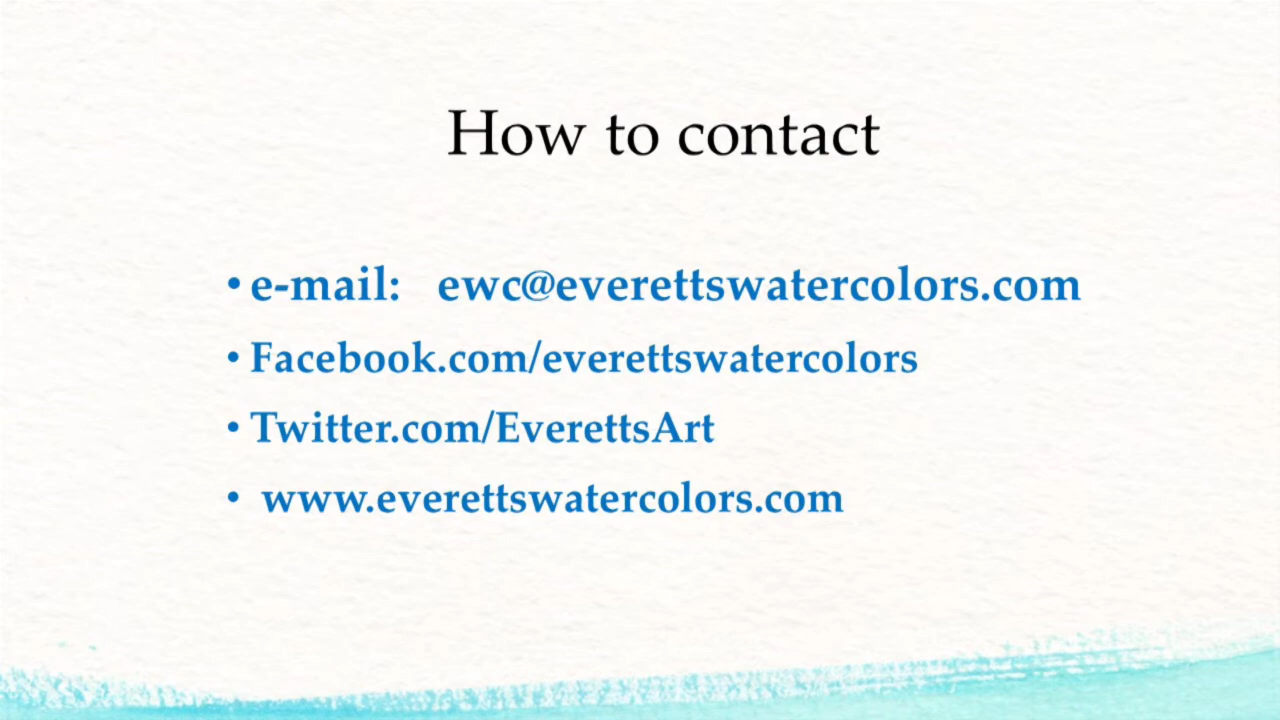 How to contact
• e-mail: ewc@everettswatercolors.com
• Facebook.com/everettswatercolors
• Twitter.com/EverettsArt
• www.everettswatercolors.com